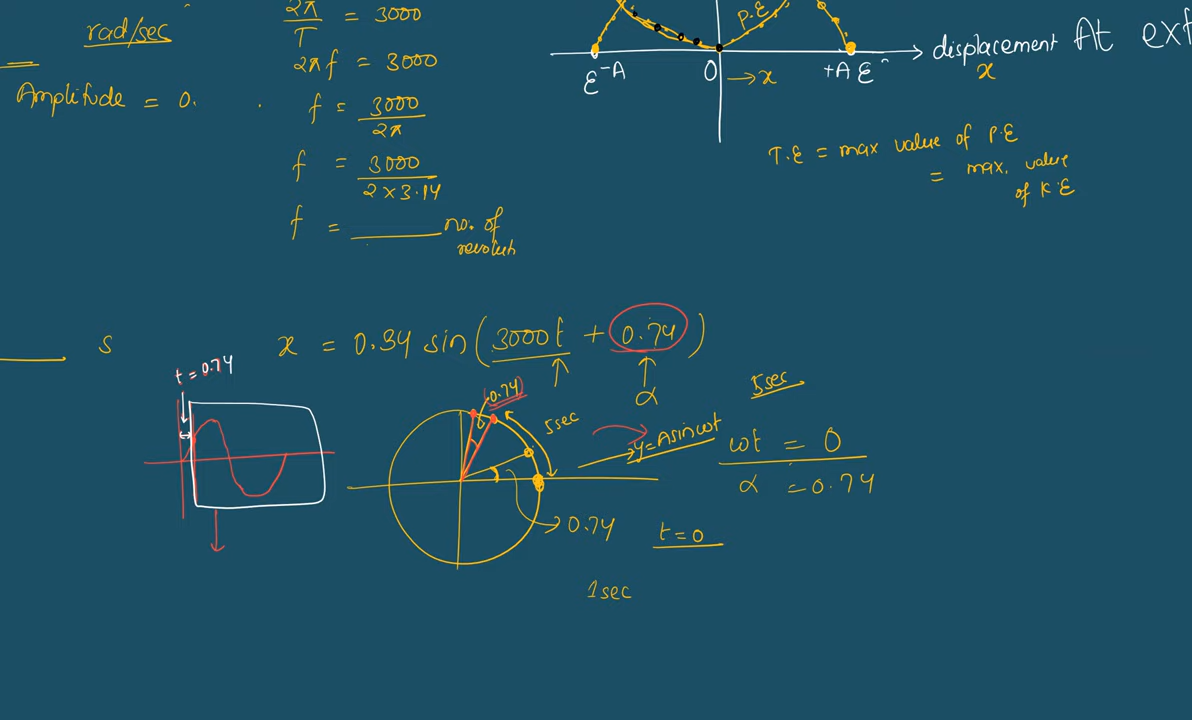 rad/sec
Amplitude = 0.
2π/T = 3000
2πf = 3000
f = 3000/2π
f = 3000/2×3.14
f = ______ no. of
P.E
-A
0
→ x
+A
displacement
x
At ext
T.E = max value of P.E
= max. value
of K.E
s
x = 0.34 sin(3000t + 0.74)
α
t = 0.74
0.74
5sec
5sec
y = A sin ωt
ωt = 0
α = 0.74
0.74
t = 0
1sec